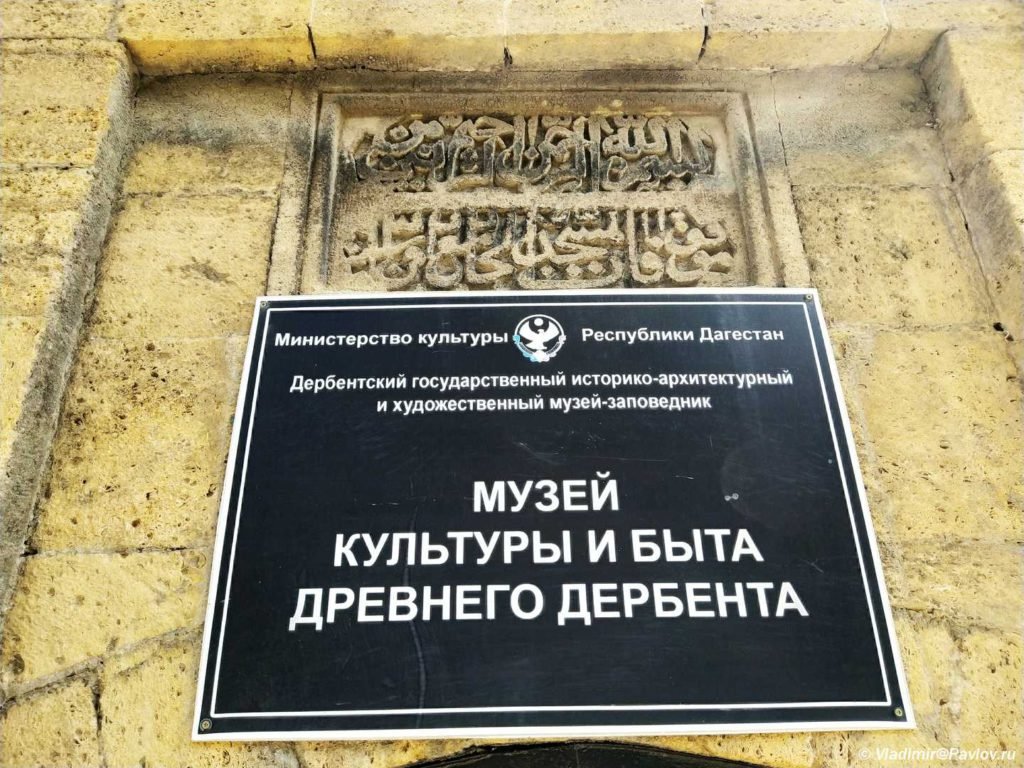 بسم الله الرحمن الرحيم
Министерство культуры Республики Дагестан
Дербентский государственный историко-архитектурный
и художественный музей-заповедник
МУЗЕЙ
КУЛЬТУРЫ И БЫТА
ДРЕВНЕГО ДЕРБЕНТА
© Vladimir@Pavlov.ru